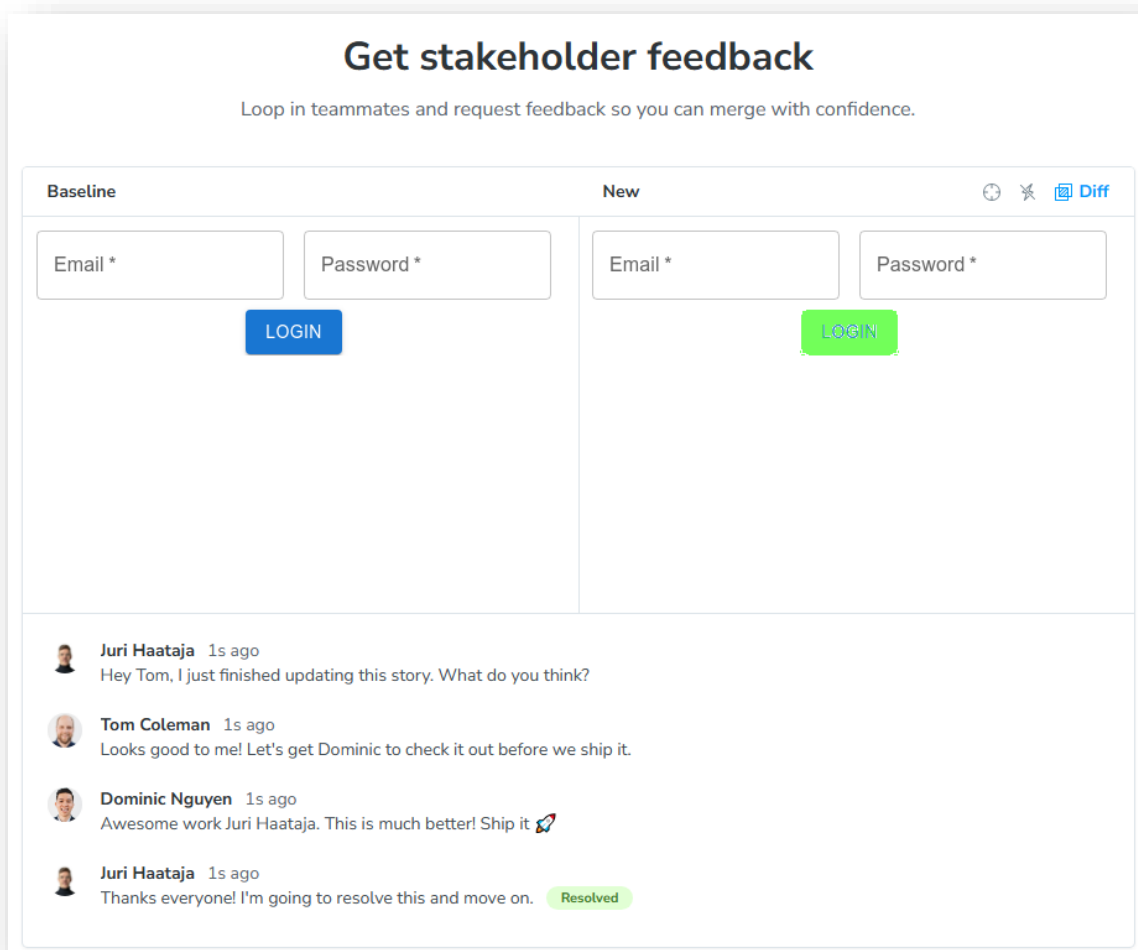 Get stakeholder feedback
Loop in teammates and request feedback so you can merge with confidence.
Baseline
New
Diff
Email *
Password *
Email *
Password *
LOGIN
LOGIN
Juri Haataja 1s ago
Hey Tom, I just finished updating this story. What do you think?
Tom Coleman 1s ago
Looks good to me! Let's get Dominic to check it out before we ship it.
Dominic Nguyen 1s ago
Awesome work Juri Haataja. This is much better! Ship it 🚀
Juri Haataja 1s ago
Thanks everyone! I'm going to resolve this and move on. Resolved